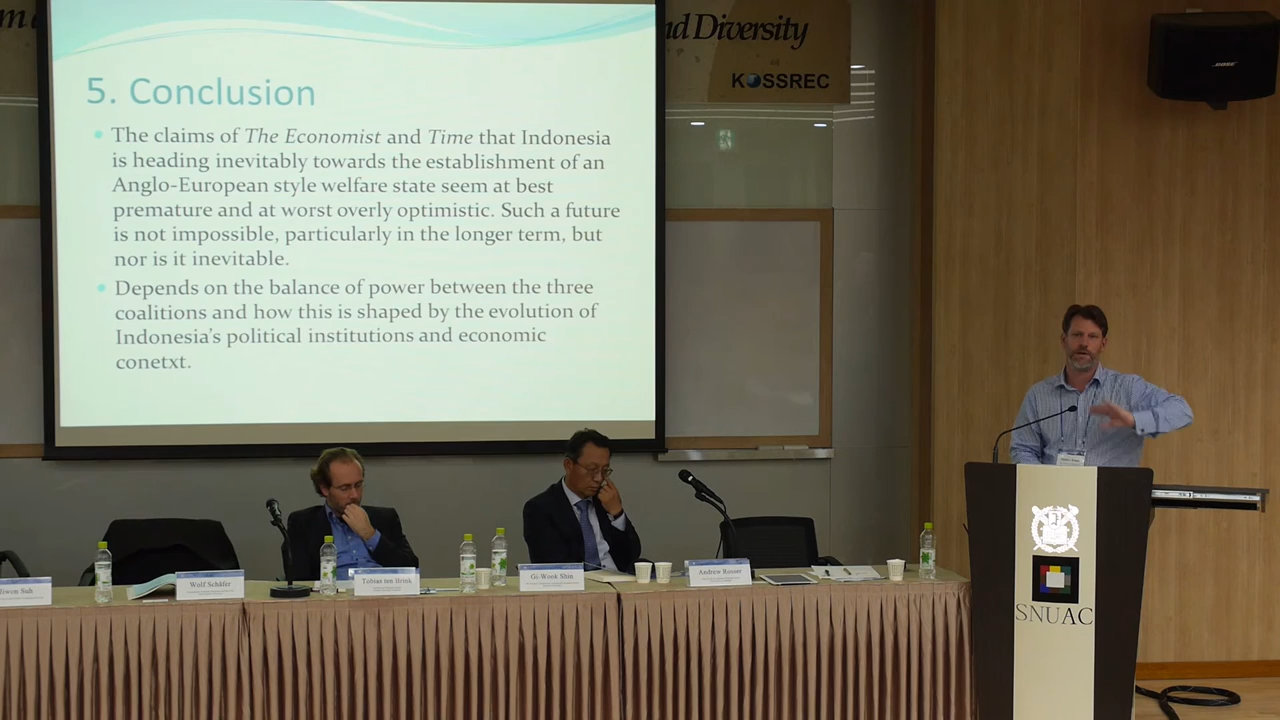 nd Diversity
KOSSREC
BOSE
5. Conclusion
The claims of The Economist and Time that Indonesia
is heading inevitably towards the establishment of an
Anglo-European style welfare state seem at best
premature and at worst overly optimistic. Such a future
is not impossible, particularly in the longer term, but
nor is it inevitable.
Depends on the balance of power between the three
coalitions and how this is shaped by the evolution of
Indonesia's political institutions and economic
conetxt.
Suh
Wolf Schäfer
Tobias ten Brink
Gi-Wook Shin
Andrew Rosser
SNUAC